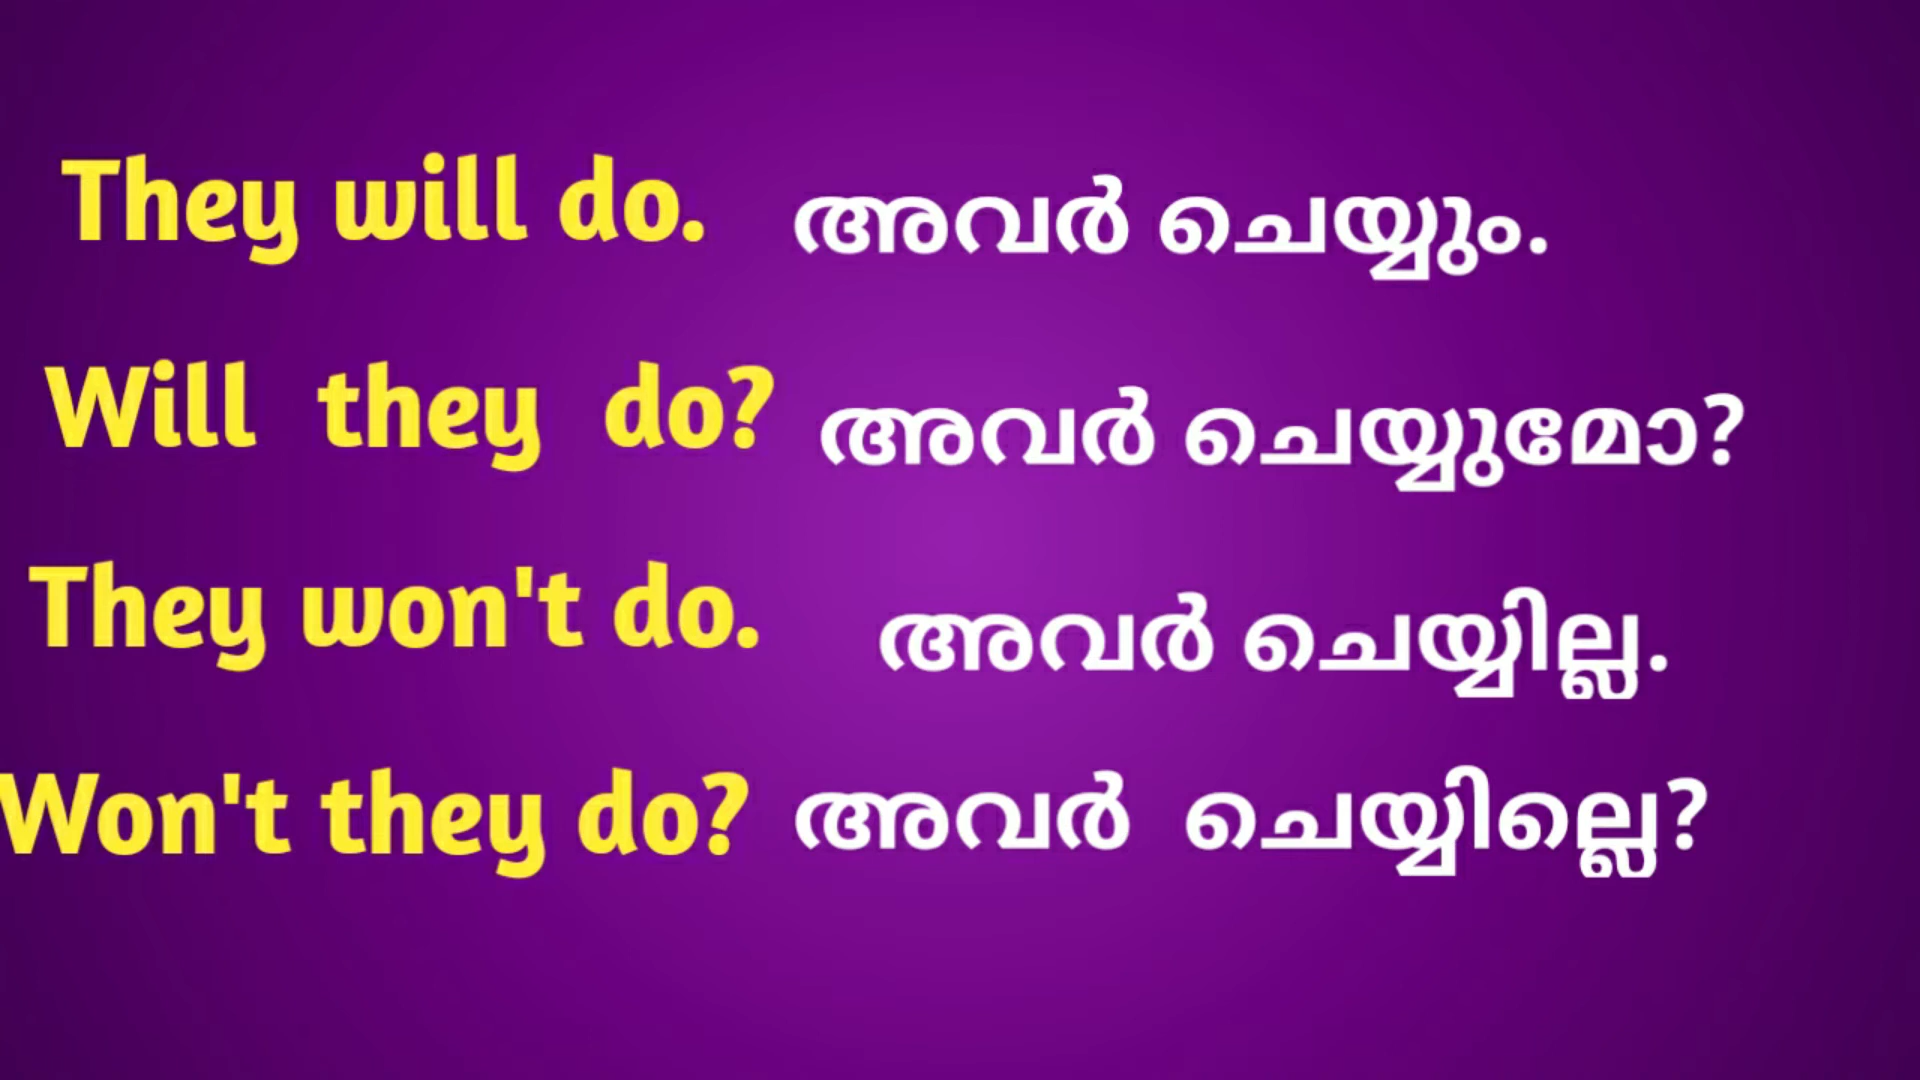 They will do. അവർ ചെയ്യും.
Will they do? അവർ ചെയ്യുമോ?
They won't do. അവർ ചെയ്യില്ല.
Won't they do? അവർ ചെയ്യില്ലെ?